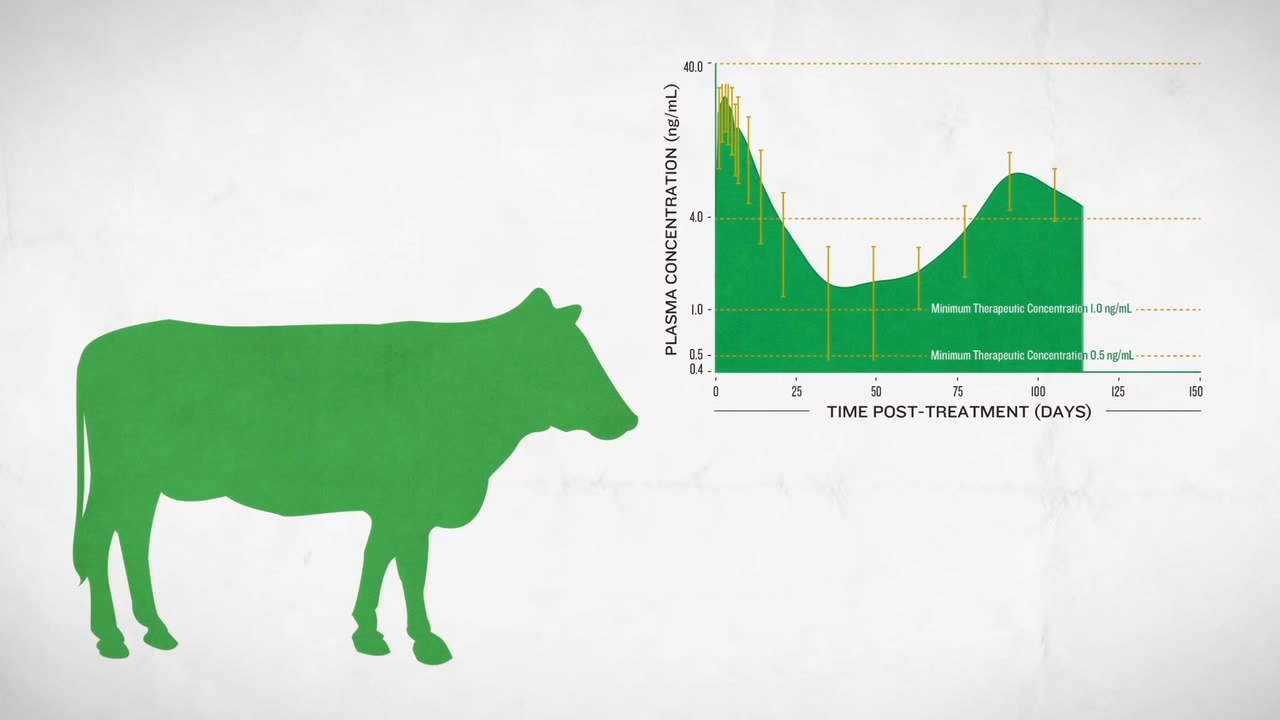 40.0
4.0
1.0
0.5
0.4
PLASMA CONCENTRATION (ng/mL)
Minimum Therapeutic Concentration 1.0 ng/mL
Minimum Therapeutic Concentration 0.5 ng/mL
0 25 50 75 100 125 150
TIME POST-TREATMENT (DAYS)